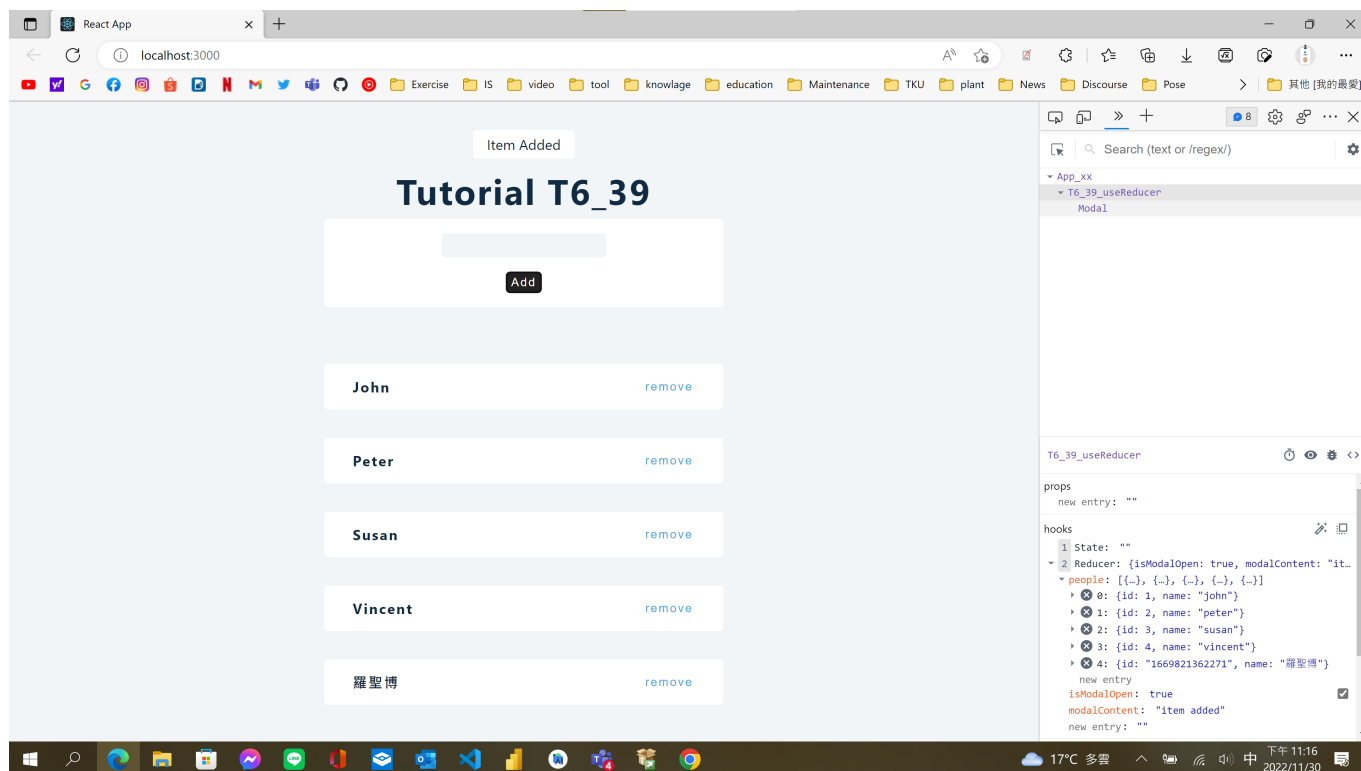 React App
localhost:3000
Exercise IS video tool knowlage education Maintenance TKU plant News Discourse Pose 其他 [我的最愛]
8
Item Added
Tutorial T6_39
Add
John remove
Peter remove
Susan remove
Vincent remove
羅聖博 remove
Search (text or /regex/)
App_xx
T6_39_useReducer
Modal
T6_39_useReducer
props
new entry: ""
hooks
1 State: ""
2 Reducer: {isModalOpen: true, modalContent: "it…
people: [{…}, {…}, {…}, {…}, {…}]
0: {id: 1, name: "john"}
1: {id: 2, name: "peter"}
2: {id: 3, name: "susan"}
3: {id: 4, name: "vincent"}
4: {id: "1669821362271", name: "羅聖博"}
new entry
isModalOpen: true
modalContent: "item added"
new entry: ""
17°C 多雲 中 下午 11:16
2022/11/30